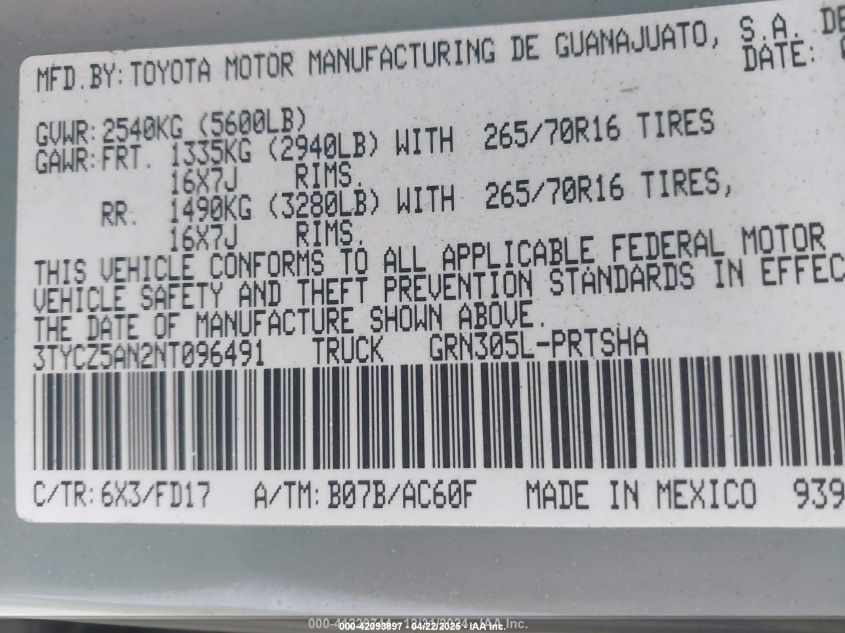 MFD.BY: TOYOTA MOTOR MANUFACTURING DE GUANAJUATO, S.A. DE
DATE:
GVWR: 2540KG (5600LB)
GAWR: FRT. 1335KG (2940LB) WITH 265/70R16 TIRES
16X7J RIMS,
RR. 1490KG (3280LB) WITH 265/70R16 TIRES,
16X7J RIMS.
THIS VEHICLE CONFORMS TO ALL APPLICABLE FEDERAL MOTOR
VEHICLE SAFETY AND THEFT PREVENTION STANDARDS IN EFFEC
THE DATE OF MANUFACTURE SHOWN ABOVE.
3TYCZ5AN2NT096491 TRUCK GRN305L-PRTSHA
C/TR: 6X3/FD17 A/TM: B07B/AC60F MADE IN MEXICO 939
000-42093897 - 04/22/2025 - IAA Inc.